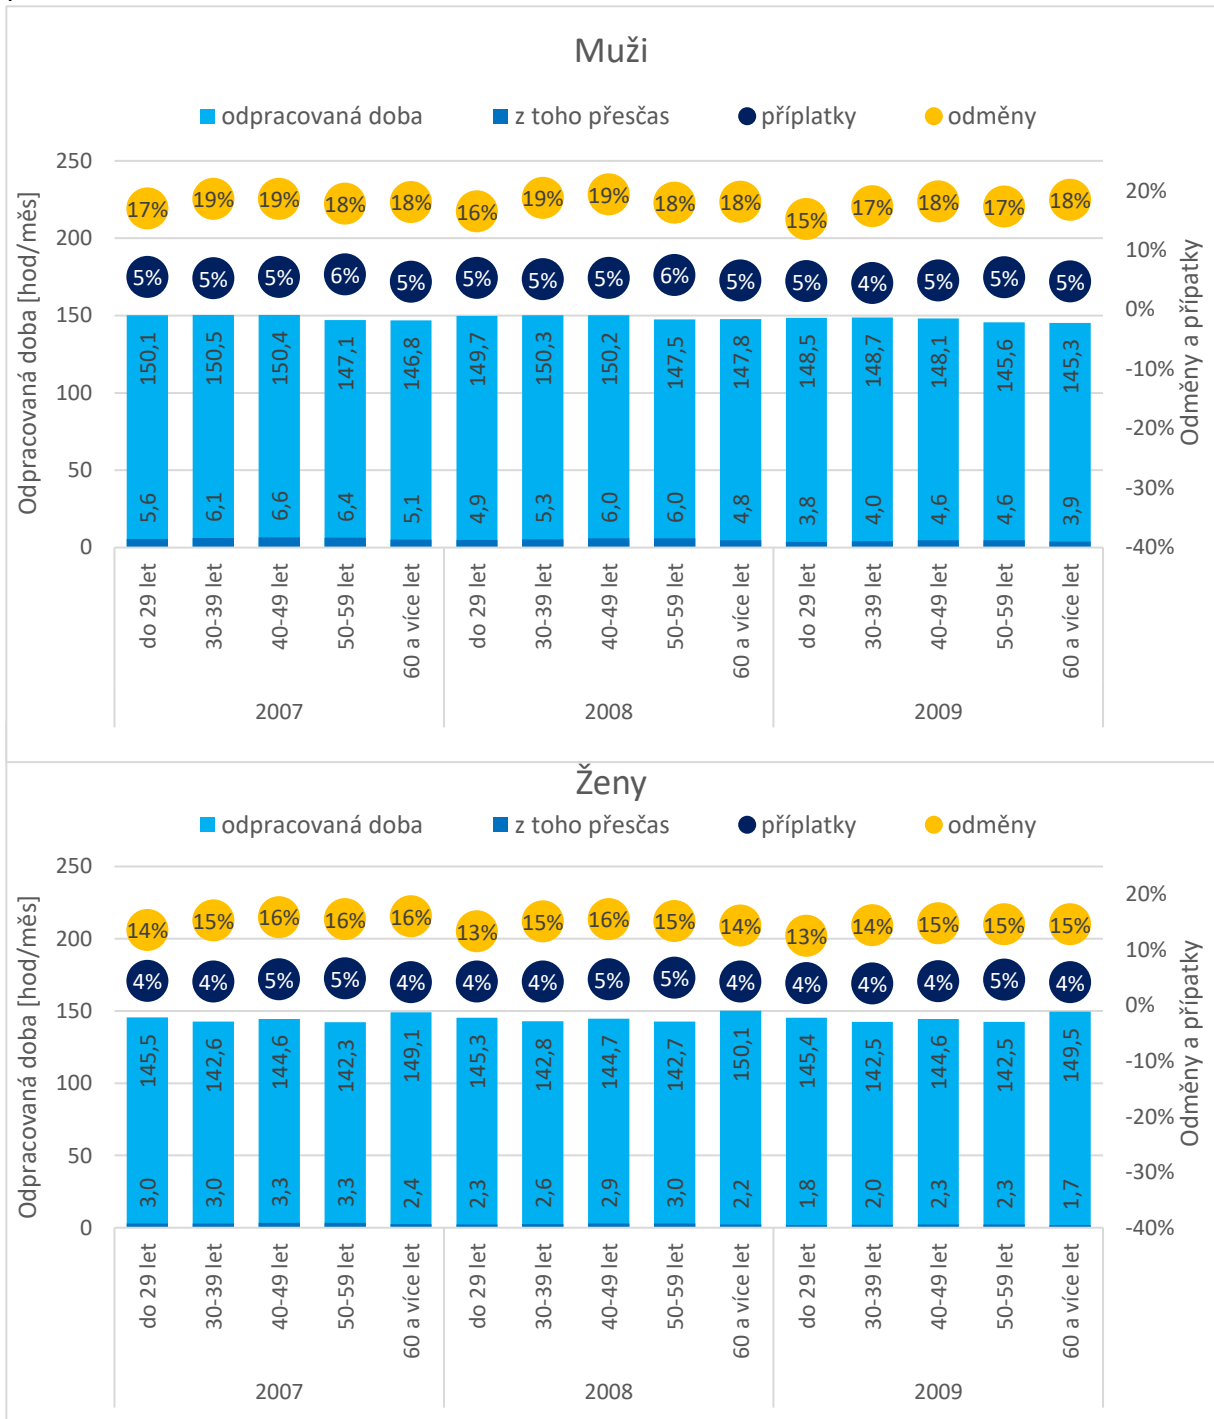 Muži
odpracovaná doba z toho přesčas příplatky odměny
Odpracovaná doba [hod/měs]
Odměny a přípatky
250
200
150
100
50
0
20%
10%
0%
-10%
-20%
-30%
-40%
17% 19% 19% 18% 18% 16% 19% 19% 18% 18% 15% 17% 18% 17% 18%
5% 5% 5% 6% 5% 5% 5% 5% 6% 5% 5% 4% 5% 5% 5%
150,1 150,5 150,4 147,1 146,8 149,7 150,3 150,2 147,5 147,8 148,5 148,7 148,1 145,6 145,3
5,6 6,1 6,6 6,4 5,1 4,9 5,3 6,0 6,0 4,8 3,8 4,0 4,6 4,6 3,9
do 29 let 30-39 let 40-49 let 50-59 let 60 a více let do 29 let 30-39 let 40-49 let 50-59 let 60 a více let do 29 let 30-39 let 40-49 let 50-59 let 60 a více let
2007 2008 2009
Ženy
odpracovaná doba z toho přesčas příplatky odměny
Odpracovaná doba [hod/měs]
Odměny a přípatky
250
200
150
100
50
0
20%
10%
0%
-10%
-20%
-30%
-40%
14% 15% 16% 16% 16% 13% 15% 16% 15% 14% 13% 14% 15% 15% 15%
4% 4% 5% 5% 4% 4% 4% 5% 5% 4% 4% 4% 4% 5% 4%
145,5 142,6 144,6 142,3 149,1 145,3 142,8 144,7 142,7 150,1 145,4 142,5 144,6 142,5 149,5
3,0 3,0 3,3 3,3 2,4 2,3 2,6 2,9 3,0 2,2 1,8 2,0 2,3 2,3 1,7
do 29 let 30-39 let 40-49 let 50-59 let 60 a více let do 29 let 30-39 let 40-49 let 50-59 let 60 a více let do 29 let 30-39 let 40-49 let 50-59 let 60 a více let
2007 2008 2009